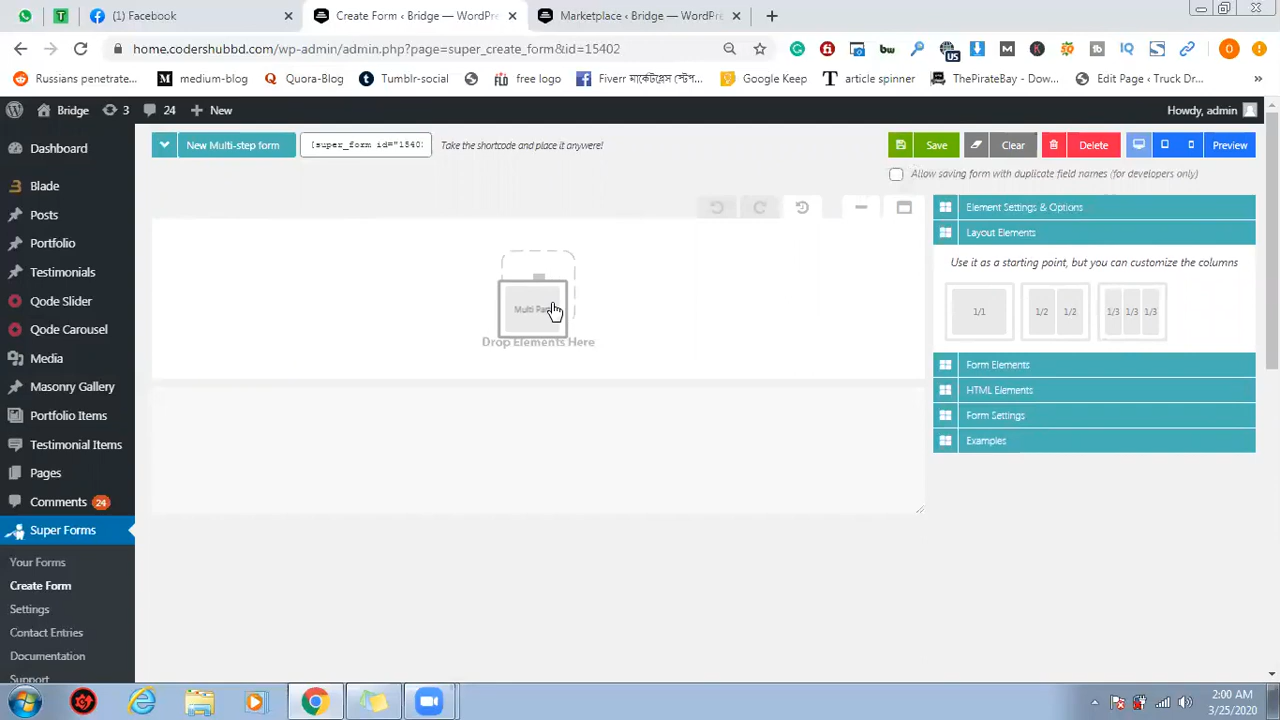 (1) Facebook
Create Form ‹ Bridge — WordPre
Marketplace ‹ Bridge — WordPre
home.codershubbd.com/wp-admin/admin.php?page=super_create_form&id=15402
Russians penetrate...
medium-blog
Quora-Blog
Tumblr-social
free logo
Fiverr মার্কেটপ্লেস স্টেপ...
Google Keep
article spinner
ThePirateBay - Dow...
Edit Page ‹ Truck Dr...
Bridge
3
24
New
Howdy, admin
Dashboard
Blade
Posts
Portfolio
Testimonials
Qode Slider
Qode Carousel
Media
Masonry Gallery
Portfolio Items
Testimonial Items
Pages
Comments 24
Super Forms
Your Forms
Create Form
Settings
Contact Entries
Documentation
Support
New Multi-step form
[super_form id="1540:
Take the shortcode and place it anywere!
Save
Clear
Delete
Preview
Allow saving form with duplicate field names (for developers only)
Multi Par
Drop Elements Here
Element Settings & Options
Layout Elements
Use it as a starting point, but you can customize the columns
1/1
1/2 1/2
1/3 1/3 1/3
Form Elements
HTML Elements
Form Settings
Examples
2:00 AM
3/25/2020